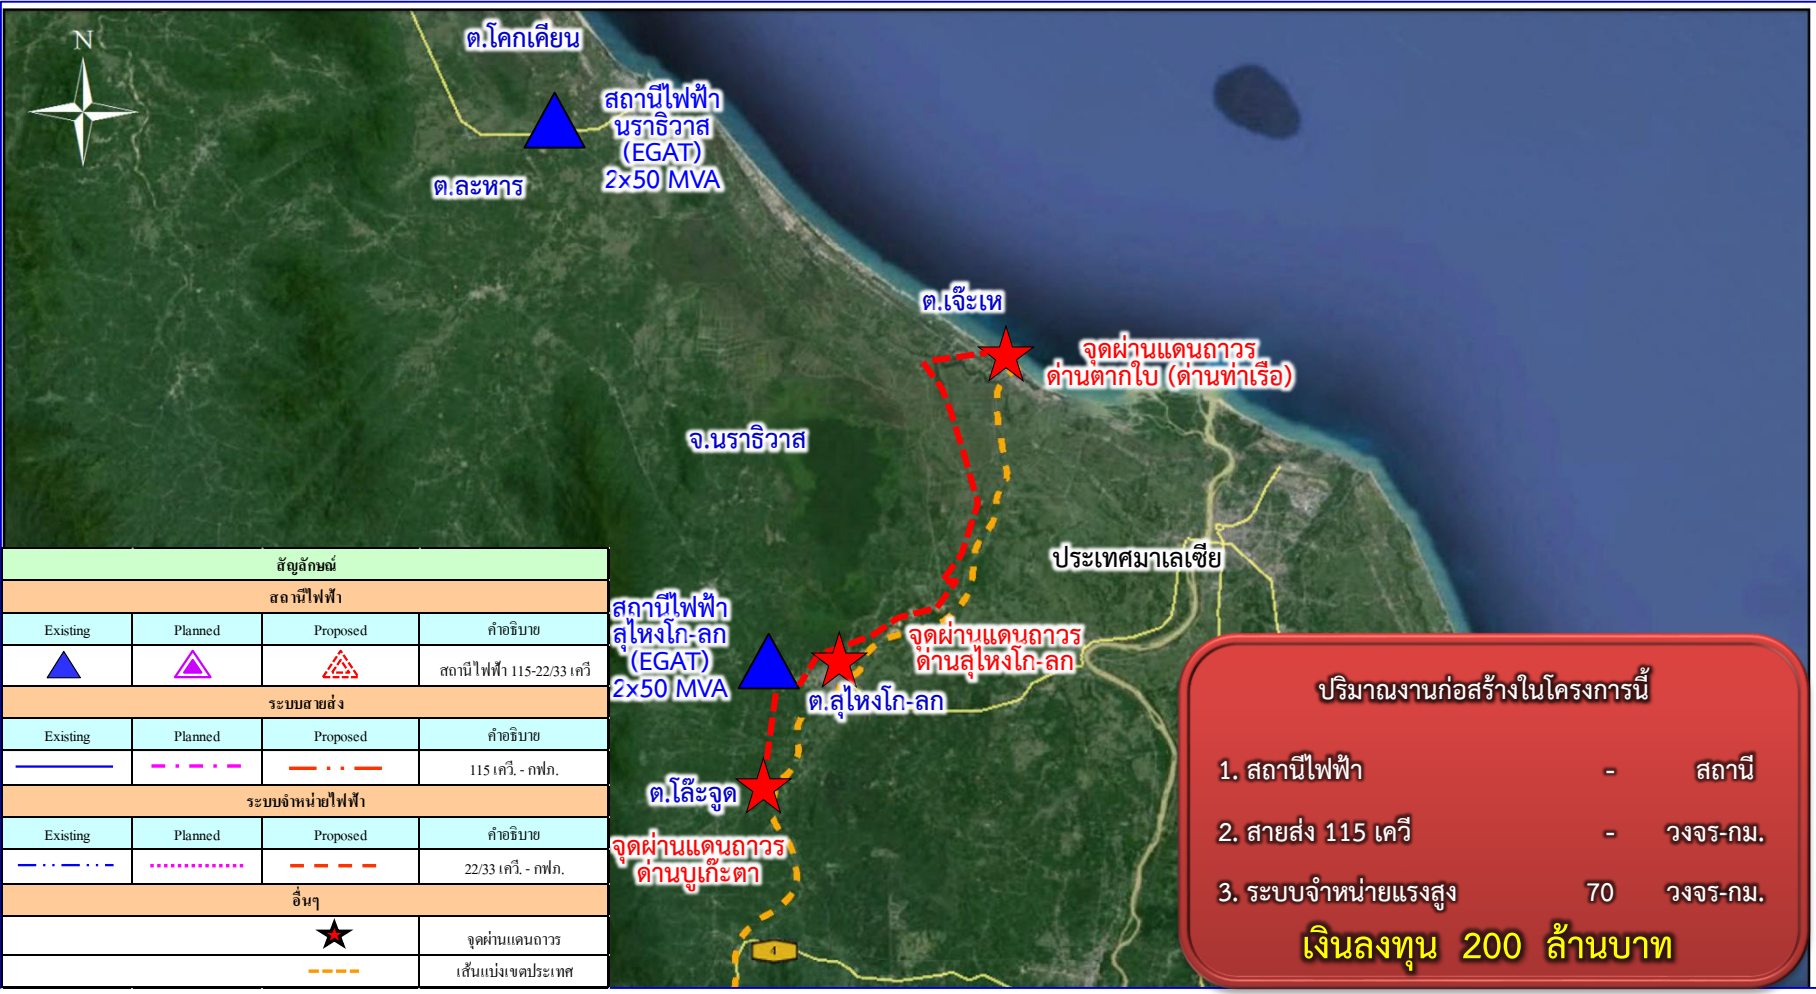 N
ต.โคกเคียน
สถานีไฟฟ้า
นราธิวาส
(EGAT)
2x50 MVA
ต.ละหาร
ต.เจ๊ะเห
จุดผ่านแดนถาวร
ด่านตากใบ (ด่านท่าเรือ)
จ.นราธิวาส
ประเทศมาเลเซีย
สถานีไฟฟ้า
สุไหงโก-ลก
(EGAT)
2x50 MVA
จุดผ่านแดนถาวร
ด่านสุไหงโก-ลก
ต.สุไหงโก-ลก
ต.โล๊ะจูด
จุดผ่านแดนถาวร
ด่านบูเก๊ะตา
4
สัญลักษณ์
สถานีไฟฟ้า
Existing Planned Proposed คำอธิบาย
สถานีไฟฟ้า 115-22/33 เควี
ระบบสายส่ง
Existing Planned Proposed คำอธิบาย
115 เควี. - กฟภ.
ระบบจำหน่ายไฟฟ้า
Existing Planned Proposed คำอธิบาย
22/33 เควี. - กฟภ.
อื่นๆ
จุดผ่านแดนถาวร
เส้นแบ่งเขตประเทศ
ปริมาณงานก่อสร้างในโครงการนี้
1. สถานีไฟฟ้า - สถานี
2. สายส่ง 115 เควี - วงจร-กม.
3. ระบบจำหน่ายแรงสูง 70 วงจร-กม.
เงินลงทุน 200 ล้านบาท